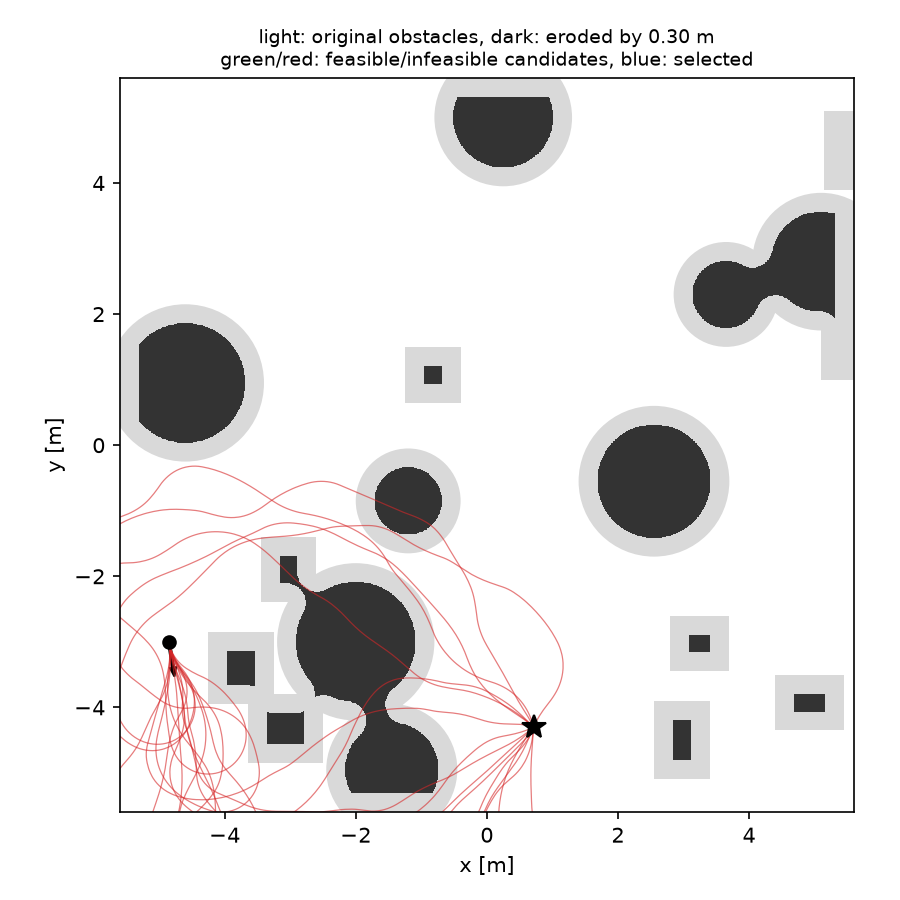 light: original obstacles, dark: eroded by 0.30 m
green/red: feasible/infeasible candidates, blue: selected
4
2
0
−2
−4
y [m]
−4
−2
0
2
4
x [m]